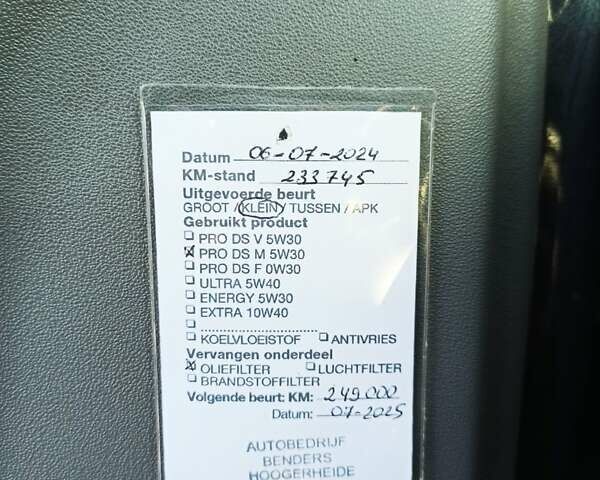 Datum 06-07-2024
KM-stand 233745
Uitgevoerde beurt
GROOT / KLEIN / TUSSEN / APK
Gebruikt product
PRO DS V 5W30
PRO DS M 5W30
PRO DS F 0W30
ULTRA 5W40
ENERGY 5W30
EXTRA 10W40
KOELVLOEISTOF ANTIVRIES
Vervangen onderdeel
OLIEFILTER LUCHTFILTER
BRANDSTOFFILTER
Volgende beurt: KM: 249000
Datum: 07-2025
AUTOBEDRIJF
BENDERS
HOOGERHEIDE